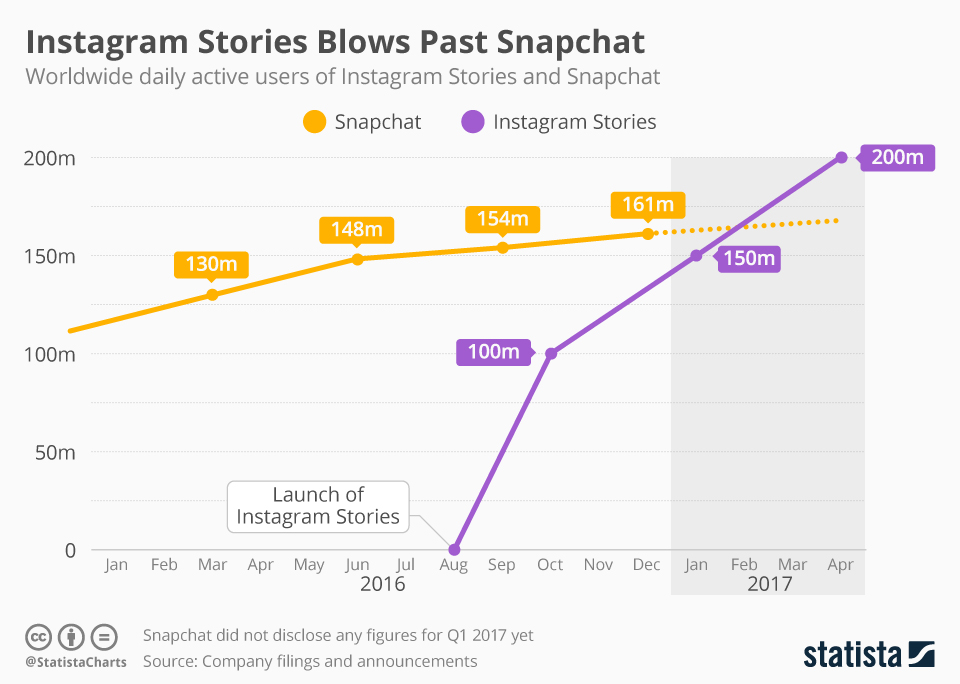 Instagram Stories Blows Past Snapchat
Worldwide daily active users of Instagram Stories and Snapchat
Snapchat
Instagram Stories
200m
150m
100m
50m
0
130m
148m
154m
161m
100m
150m
200m
Launch of
Instagram Stories
Jan Feb Mar Apr May Jun Jul Aug Sep Oct Nov Dec Jan Feb Mar Apr
2016 2017
Snapchat did not disclose any figures for Q1 2017 yet
@StatistaCharts Source: Company filings and announcements
cc
statista